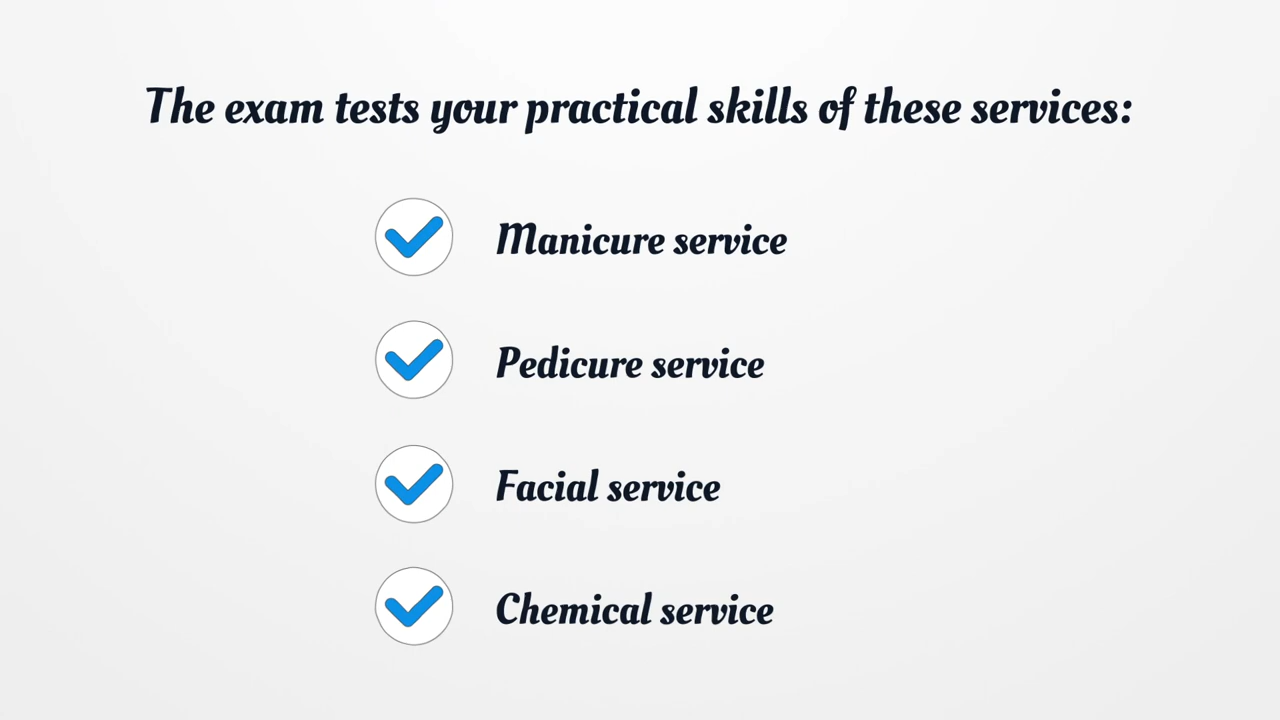 The exam tests your practical skills of these services:
Manicure service
Pedicure service
Facial service
Chemical service